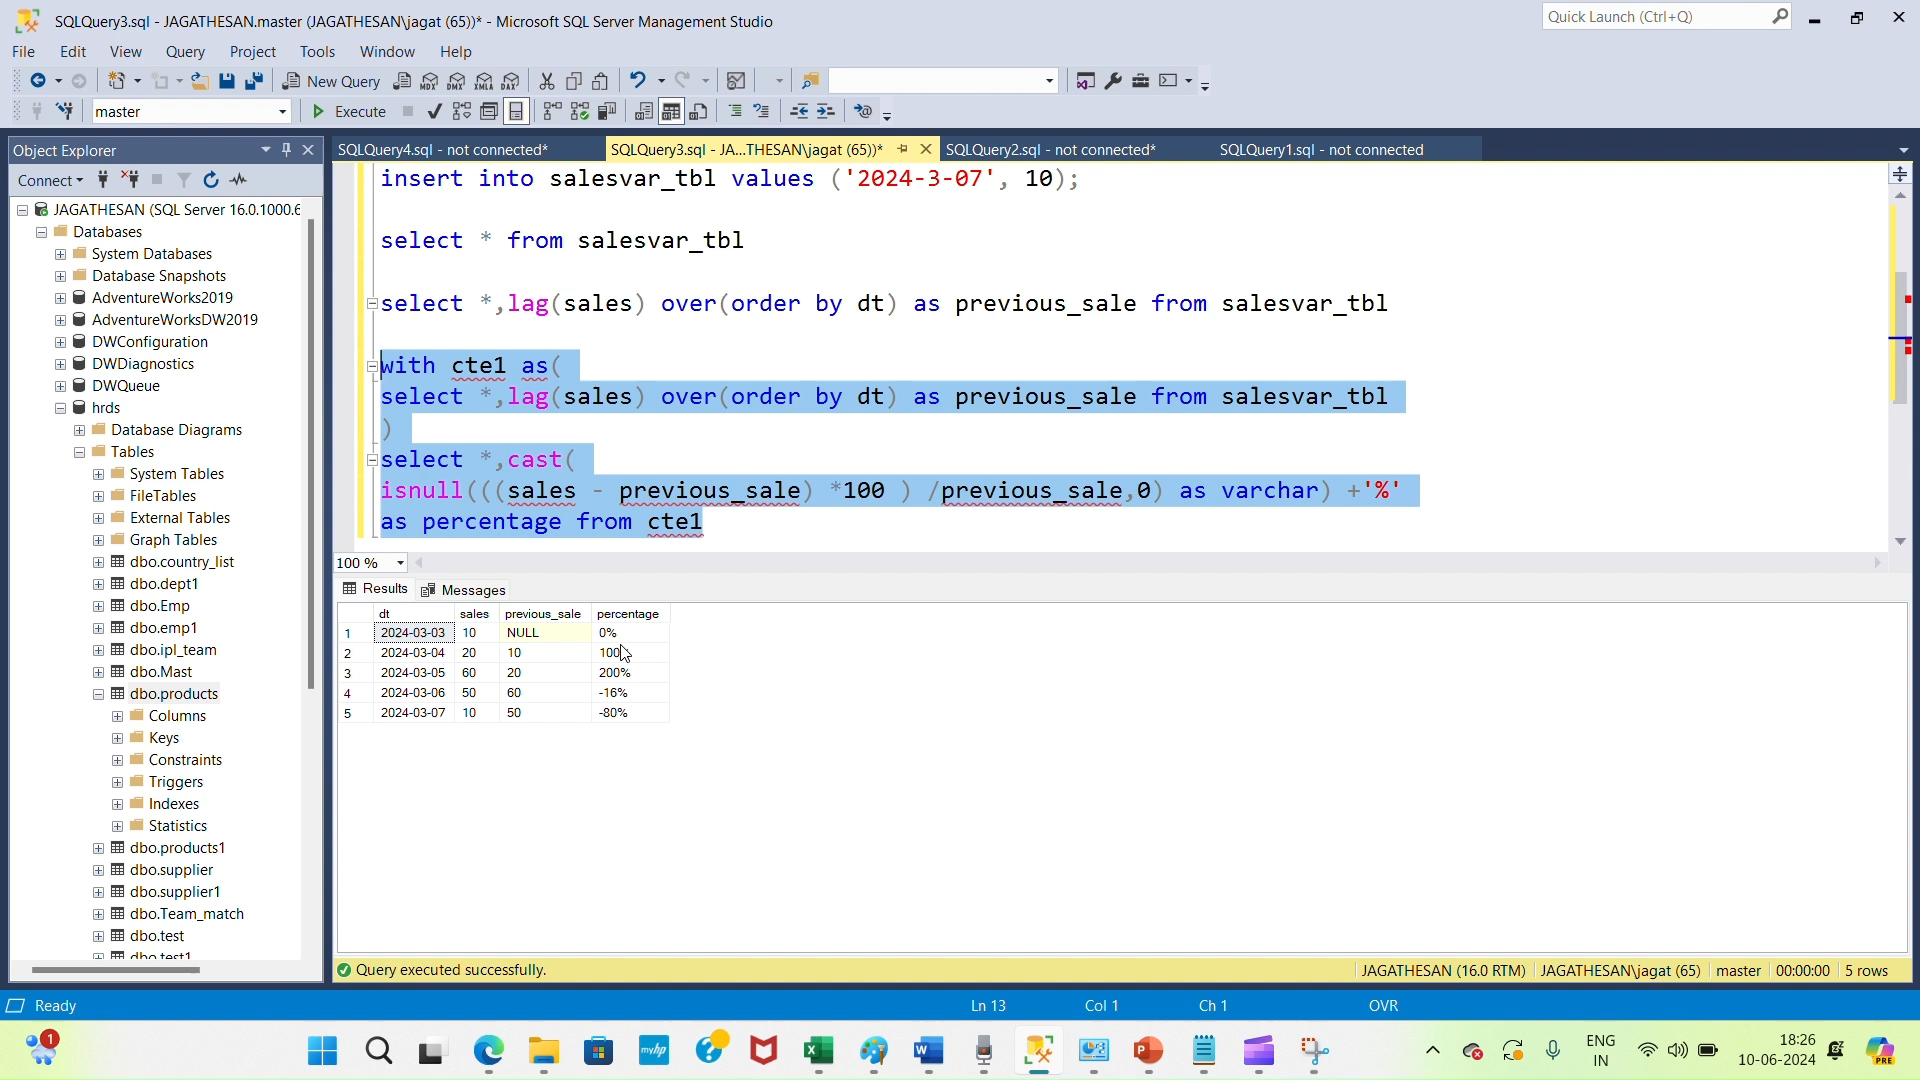 SQLQuery3.sql - JAGATHESAN.master (JAGATHESAN\jagat (65))* - Microsoft SQL Server Management Studio
Quick Launch (Ctrl+Q)
File Edit View Query Project Tools Window Help
New Query MDX DMX XMLA DAX
master Execute
Object Explorer
SQLQuery4.sql - not connected* SQLQuery3.sql - JA...THESAN\jagat (65))* SQLQuery2.sql - not connected* SQLQuery1.sql - not connected
Connect
JAGATHESAN (SQL Server 16.0.1000.6
Databases
System Databases
Database Snapshots
AdventureWorks2019
AdventureWorksDW2019
DWConfiguration
DWDiagnostics
DWQueue
hrds
Database Diagrams
Tables
System Tables
FileTables
External Tables
Graph Tables
dbo.country_list
dbo.dept1
dbo.Emp
dbo.emp1
dbo.ipl_team
dbo.Mast
dbo.products
Columns
Keys
Constraints
Triggers
Indexes
Statistics
dbo.products1
dbo.supplier
dbo.supplier1
dbo.Team_match
dbo.test
dbo.test1
insert into salesvar_tbl values ('2024-3-07', 10);
select * from salesvar_tbl
select *,lag(sales) over(order by dt) as previous_sale from salesvar_tbl
with cte1 as(
select *,lag(sales) over(order by dt) as previous_sale from salesvar_tbl
)
select *,cast(
isnull(((sales - previous_sale) *100 ) /previous_sale,0) as varchar) +'%'
as percentage from cte1
100 %
Results Messages
dt sales previous_sale percentage
1 2024-03-03 10 NULL 0%
2 2024-03-04 20 10 100%
3 2024-03-05 60 20 200%
4 2024-03-06 50 60 -16%
5 2024-03-07 10 50 -80%
Query executed successfully. JAGATHESAN (16.0 RTM) JAGATHESAN\jagat (65) master 00:00:00 5 rows
Ready Ln 13 Col 1 Ch 1 OVR
1 myhp ENG IN 18:26 10-06-2024 PRE